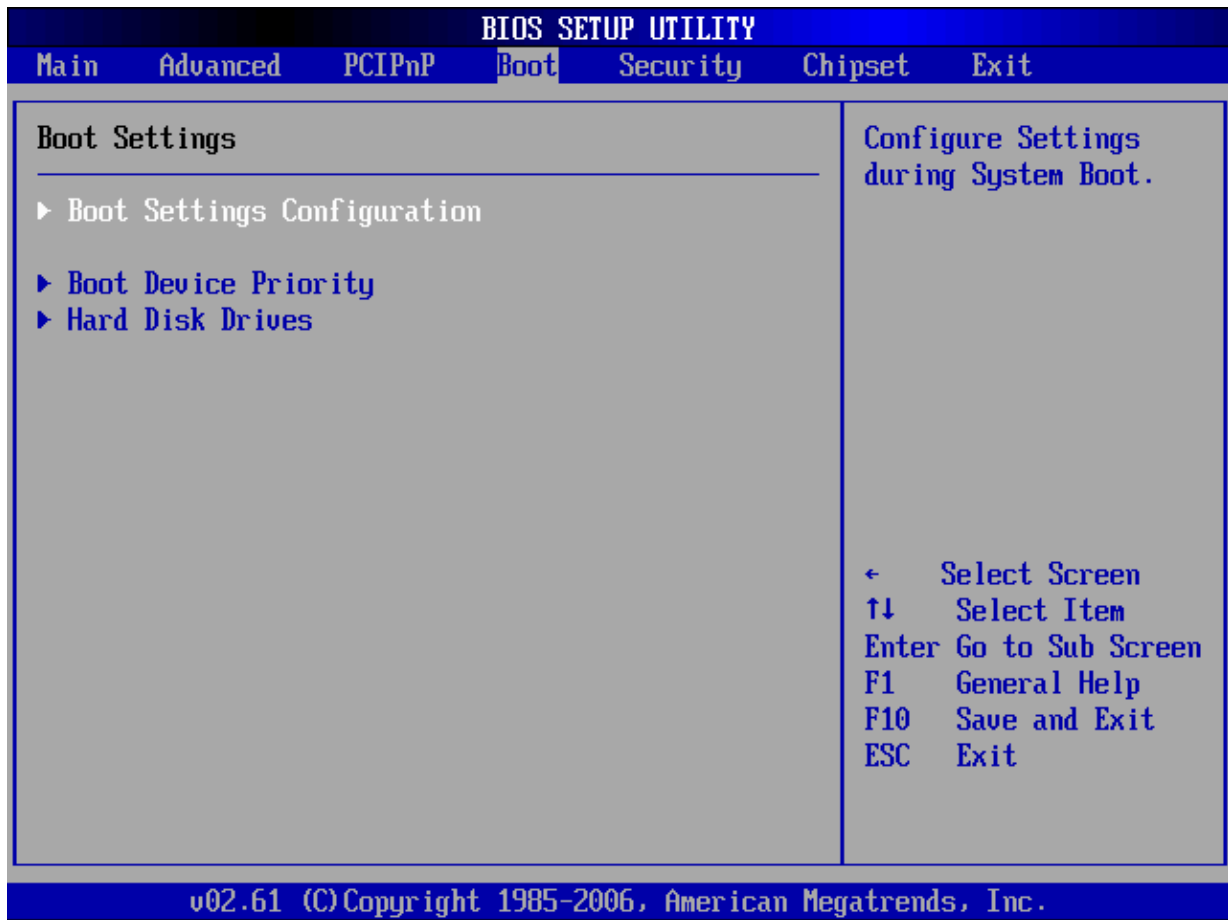 BIOS SETUP UTILITY
Main Advanced PCIPnP Boot Security Chipset Exit
Boot Settings
▶ Boot Settings Configuration
▶ Boot Device Priority
▶ Hard Disk Drives
Configure Settings
during System Boot.
← Select Screen
↑↓ Select Item
Enter Go to Sub Screen
F1 General Help
F10 Save and Exit
ESC Exit
v02.61 (C)Copyright 1985-2006, American Megatrends, Inc.